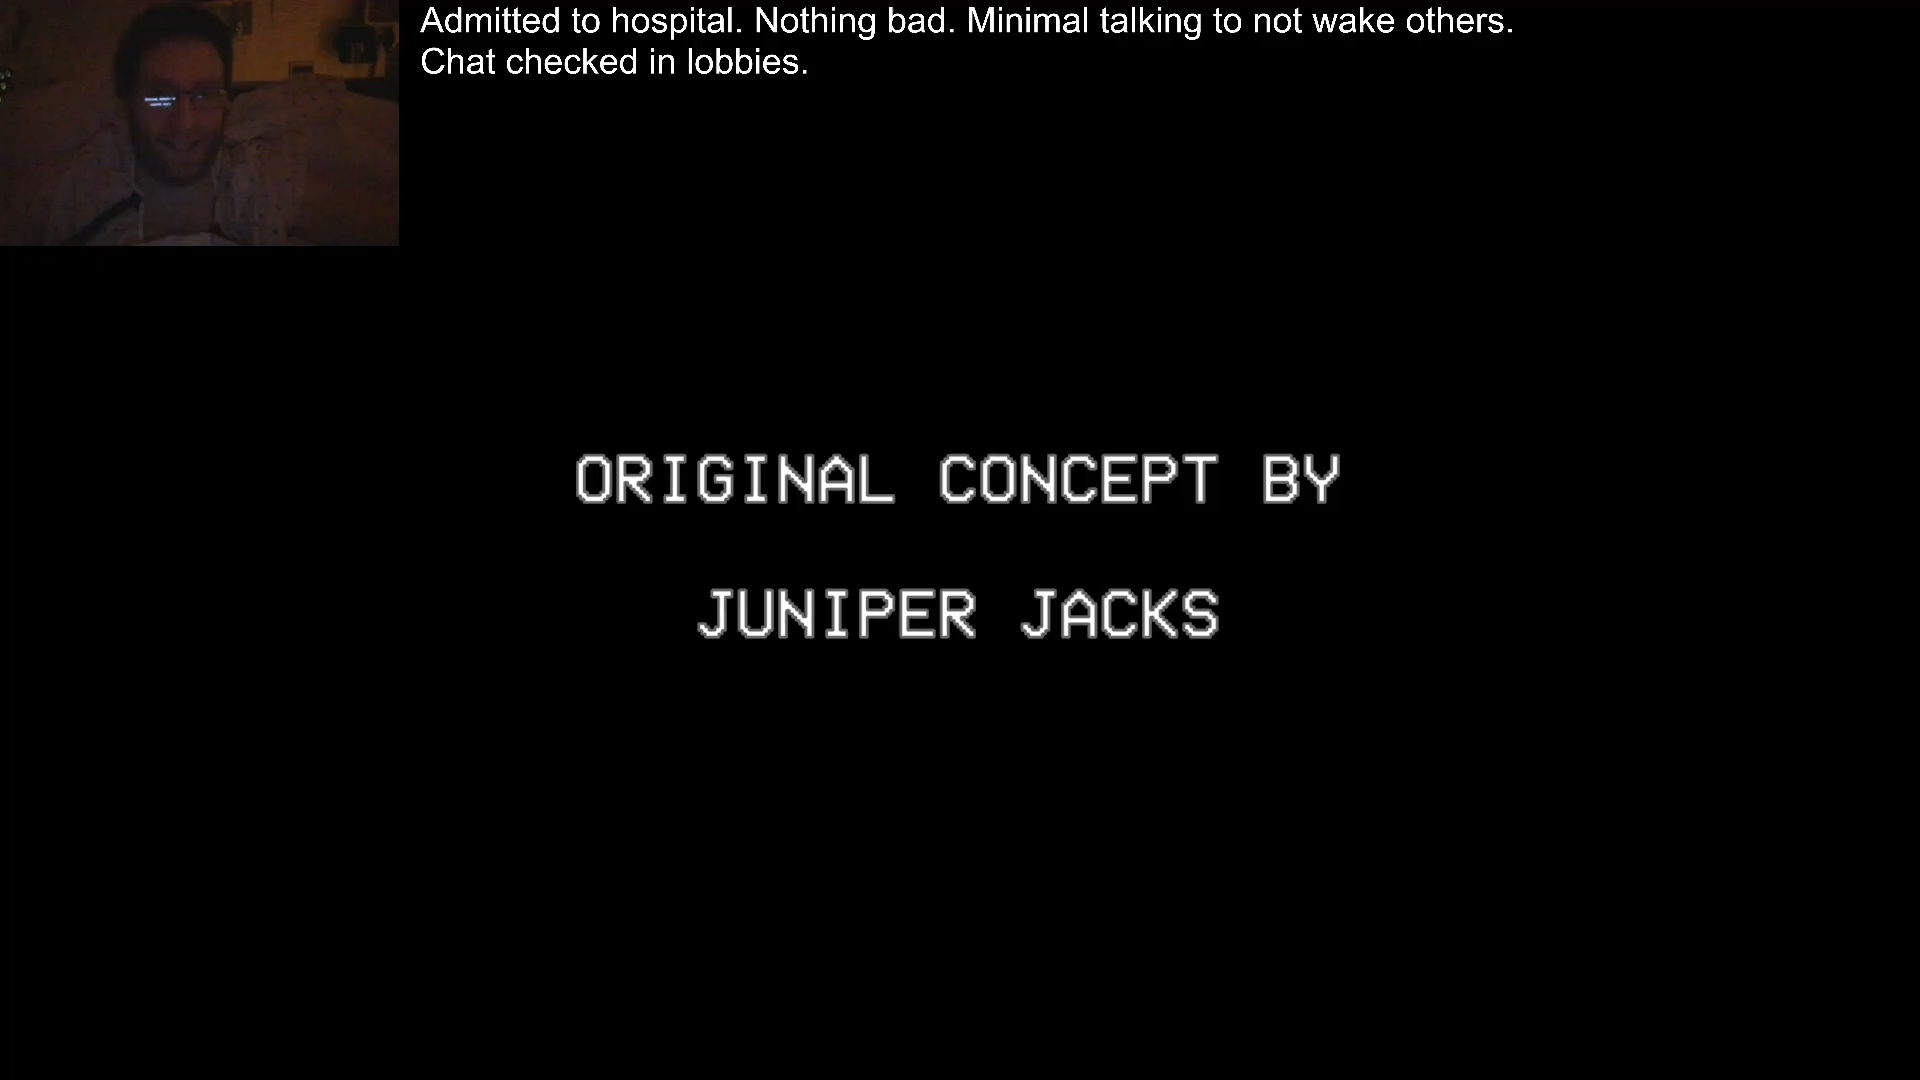 Admitted to hospital. Nothing bad. Minimal talking to not wake others.
Chat checked in lobbies.
ORIGINAL CONCEPT BY
JUNIPER JACKS